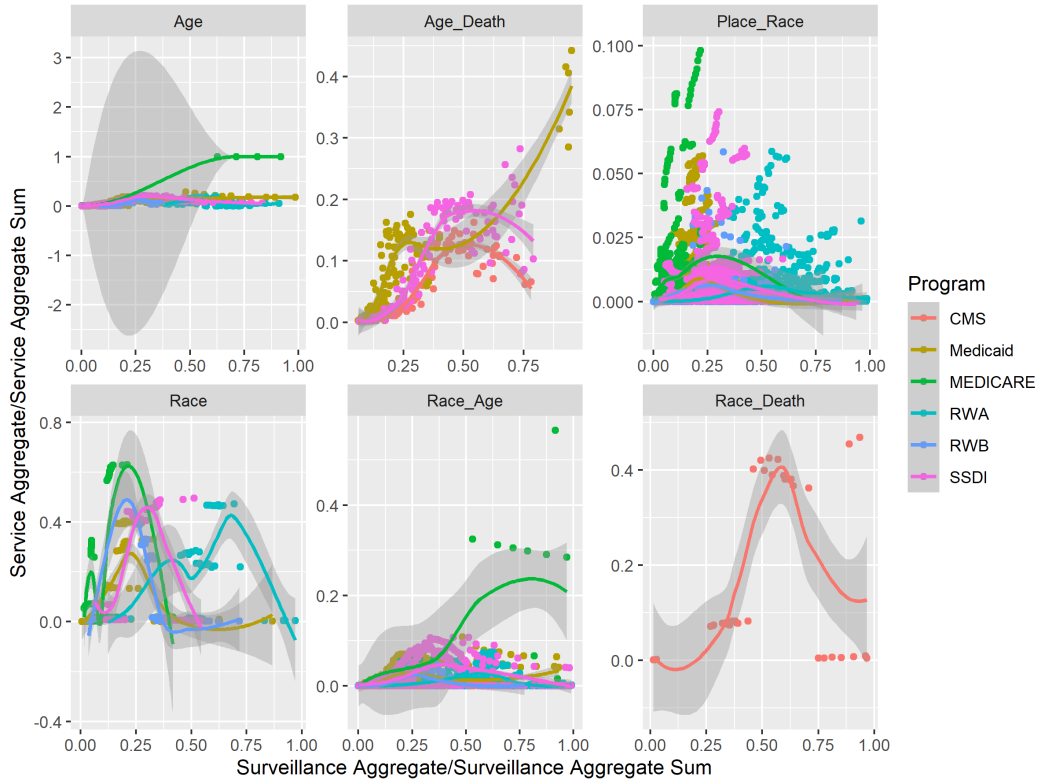 Age
Age_Death
Place_Race
3
2
1
0
-1
-2
0.4
0.3
0.2
0.1
0.0
0.100
0.075
0.050
0.025
0.000
0.00 0.25 0.50 0.75 1.00
0.00 0.25 0.50 0.75 1.00
0.00 0.25 0.50 0.75 1.00
Race
Race_Age
Race_Death
0.8
0.4
0.0
-0.4
0.6
0.4
0.2
0.0
0.4
0.2
0.0
0.00 0.25 0.50 0.75 1.00
0.00 0.25 0.50 0.75 1.00
0.00 0.25 0.50 0.75 1.00
Surveillance Aggregate/Surveillance Aggregate Sum
Service Aggregate/Service Aggregate Sum
Program
CMS
Medicaid
MEDICARE
RWA
RWB
SSDI